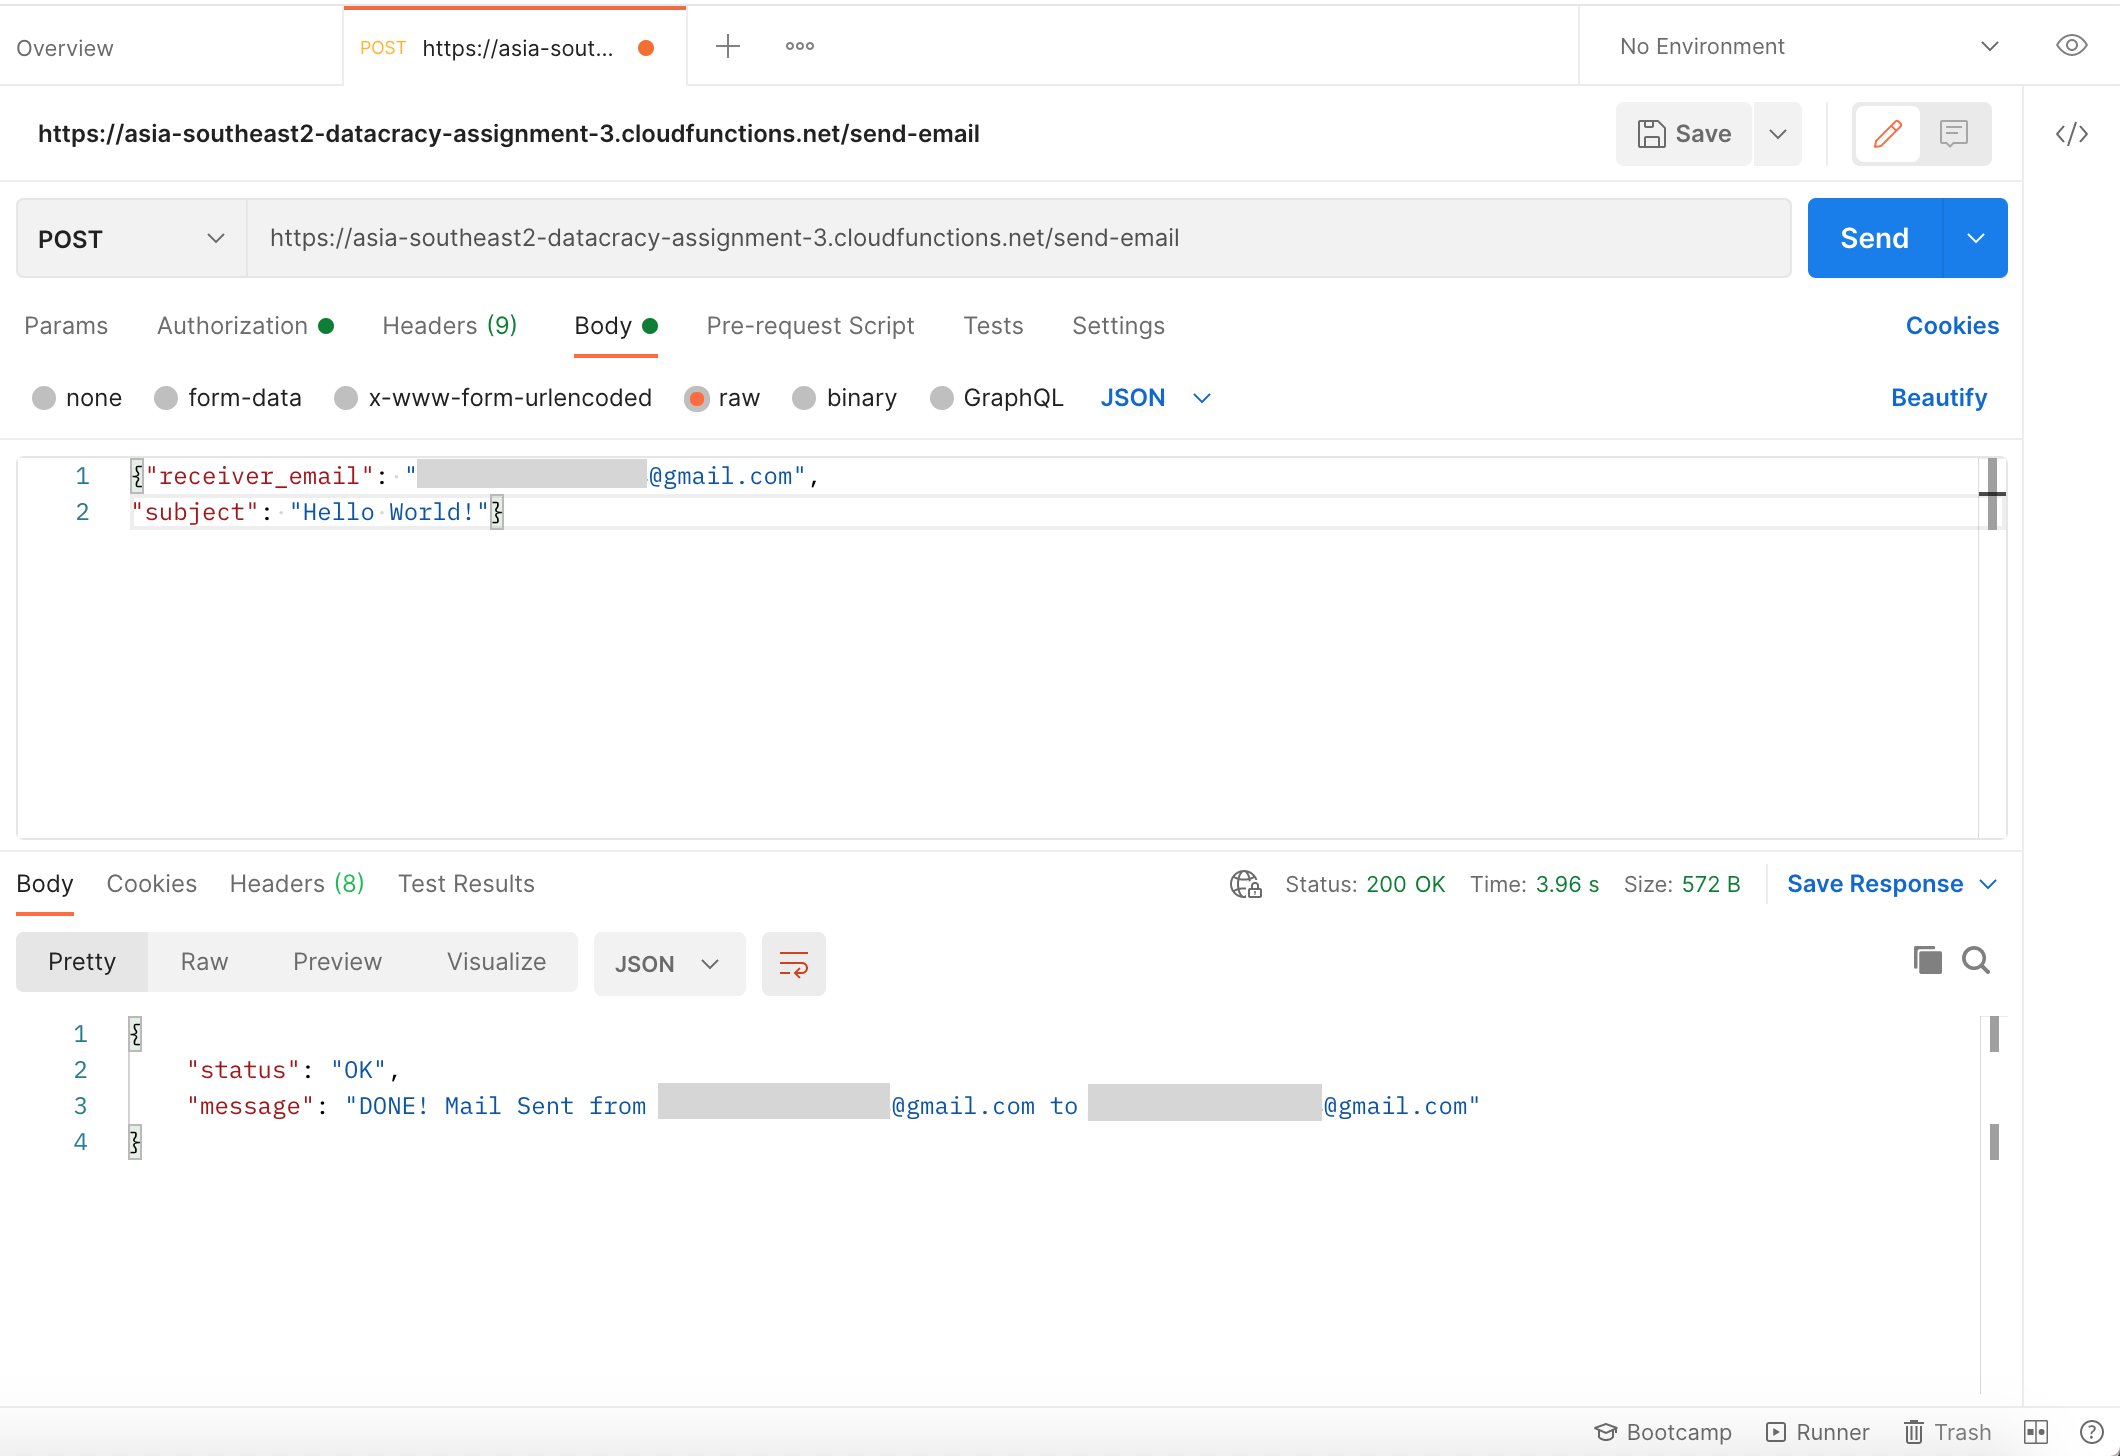 Overview
POST https://asia-sout...
No Environment
https://asia-southeast2-datacracy-assignment-3.cloudfunctions.net/send-email
Save
</>
POST
https://asia-southeast2-datacracy-assignment-3.cloudfunctions.net/send-email
Send
Params Authorization Headers (9) Body Pre-request Script Tests Settings Cookies
none form-data x-www-form-urlencoded raw binary GraphQL JSON Beautify
1 {"receiver_email": "@gmail.com",
2 "subject": "Hello World!"}
Body Cookies Headers (8) Test Results Status: 200 OK Time: 3.96 s Size: 572 B Save Response
Pretty Raw Preview Visualize JSON
1 {
2 "status": "OK",
3 "message": "DONE! Mail Sent from @gmail.com to @gmail.com"
4 }
Bootcamp Runner Trash